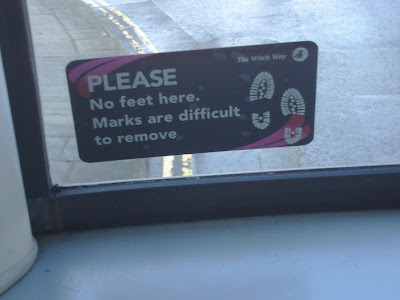 The Witch Way
PLEASE
No feet here.
Marks are difficult
to remove